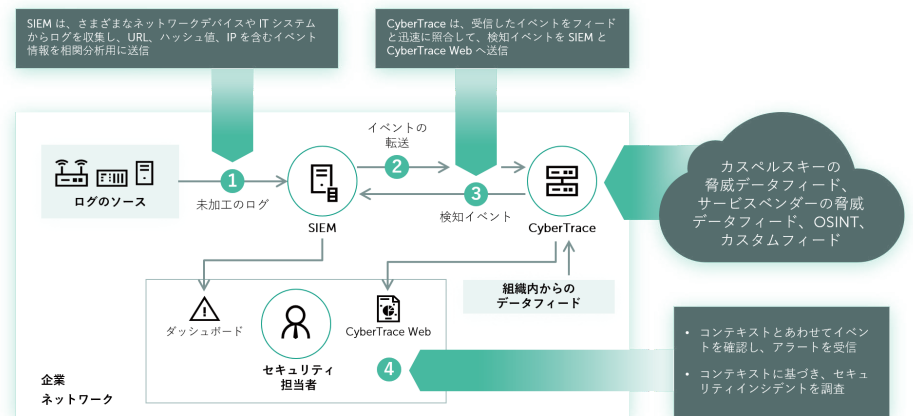 SIEM は、さまざまなネットワークデバイスや IT システム
からログを収集し、URL、ハッシュ値、IP を含むイベント
情報を相関分析用に送信
CyberTrace は、受信したイベントをフィード
と迅速に照合して、検知イベントを SIEM と
CyberTrace Web へ送信
イベントの
転送
1
2
3
ログのソース
未加工のログ
SIEM
検知イベント
CyberTrace
カスペルスキーの
脅威データフィード、
サービスベンダーの脅威
データフィード、OSINT、
カスタムフィード
組織内からの
データフィード
ダッシュボード
CyberTrace Web
セキュリティ
担当者
4
企業
ネットワーク
• コンテキストとあわせてイベン
トを確認し、アラートを受信
• コンテキストに基づき、セキュ
リティインシデントを調査